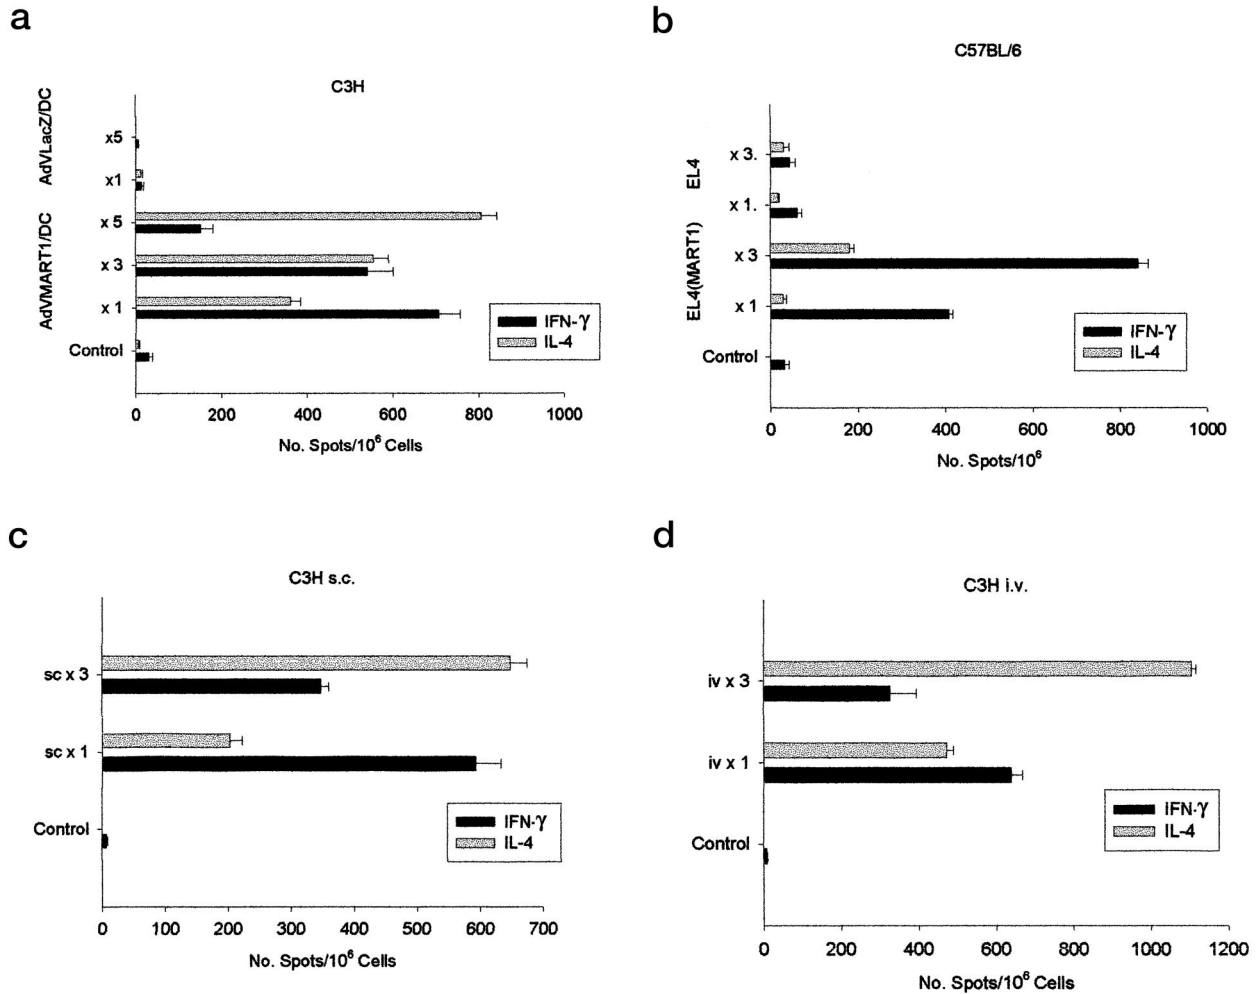 a
C3H
AdVLacZ/DC
x5
x1
AdVMART1/DC
x 5
x 3
x 1
Control
IFN-γ
IL-4
0 200 400 600 800 1000
No. Spots/10⁶ Cells
b
C57BL/6
EL4
x 3.
x 1.
EL4(MART1)
x 3
x 1
Control
IFN-γ
IL-4
0 200 400 600 800 1000
No. Spots/10⁶
c
C3H s.c.
sc x 3
sc x 1
Control
IFN-γ
IL-4
0 100 200 300 400 500 600 700
No. Spots/10⁶ Cells
d
C3H i.v.
iv x 3
iv x 1
Control
IFN-γ
IL-4
0 200 400 600 800 1000 1200
No. Spots/10⁶ Cells